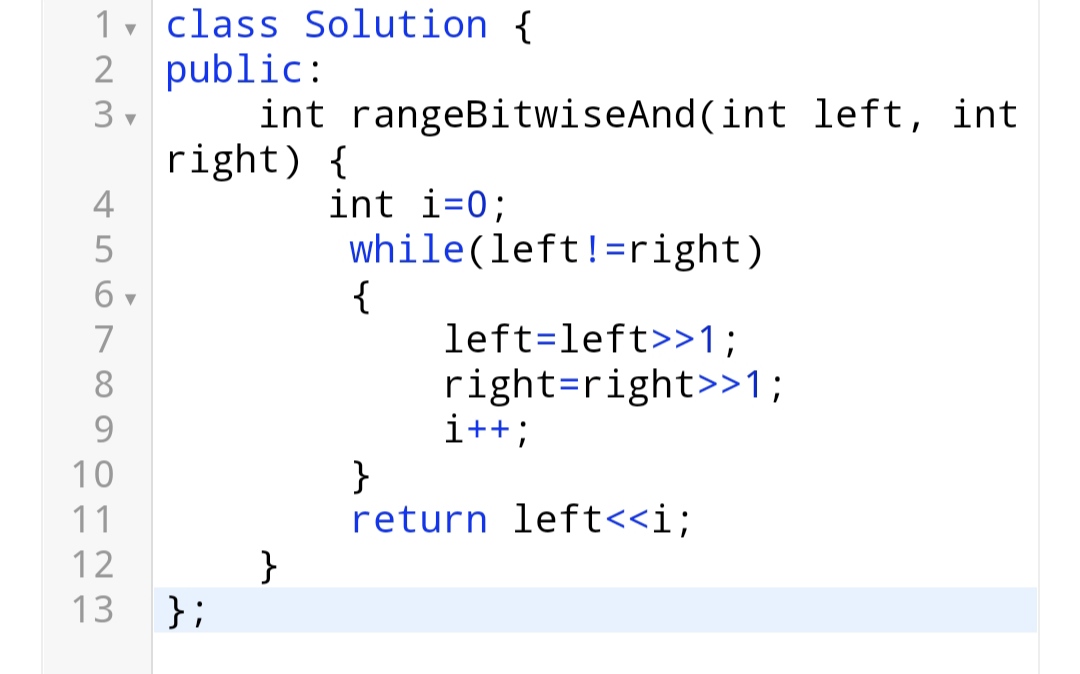 1 class Solution {
2 public:
3     int rangeBitwiseAnd(int left, int
right) {
4        int i=0;
5         while(left!=right)
6         {
7             left=left>>1;
8             right=right>>1;
9             i++;
10         }
11         return left<<i;
12     }
13 };